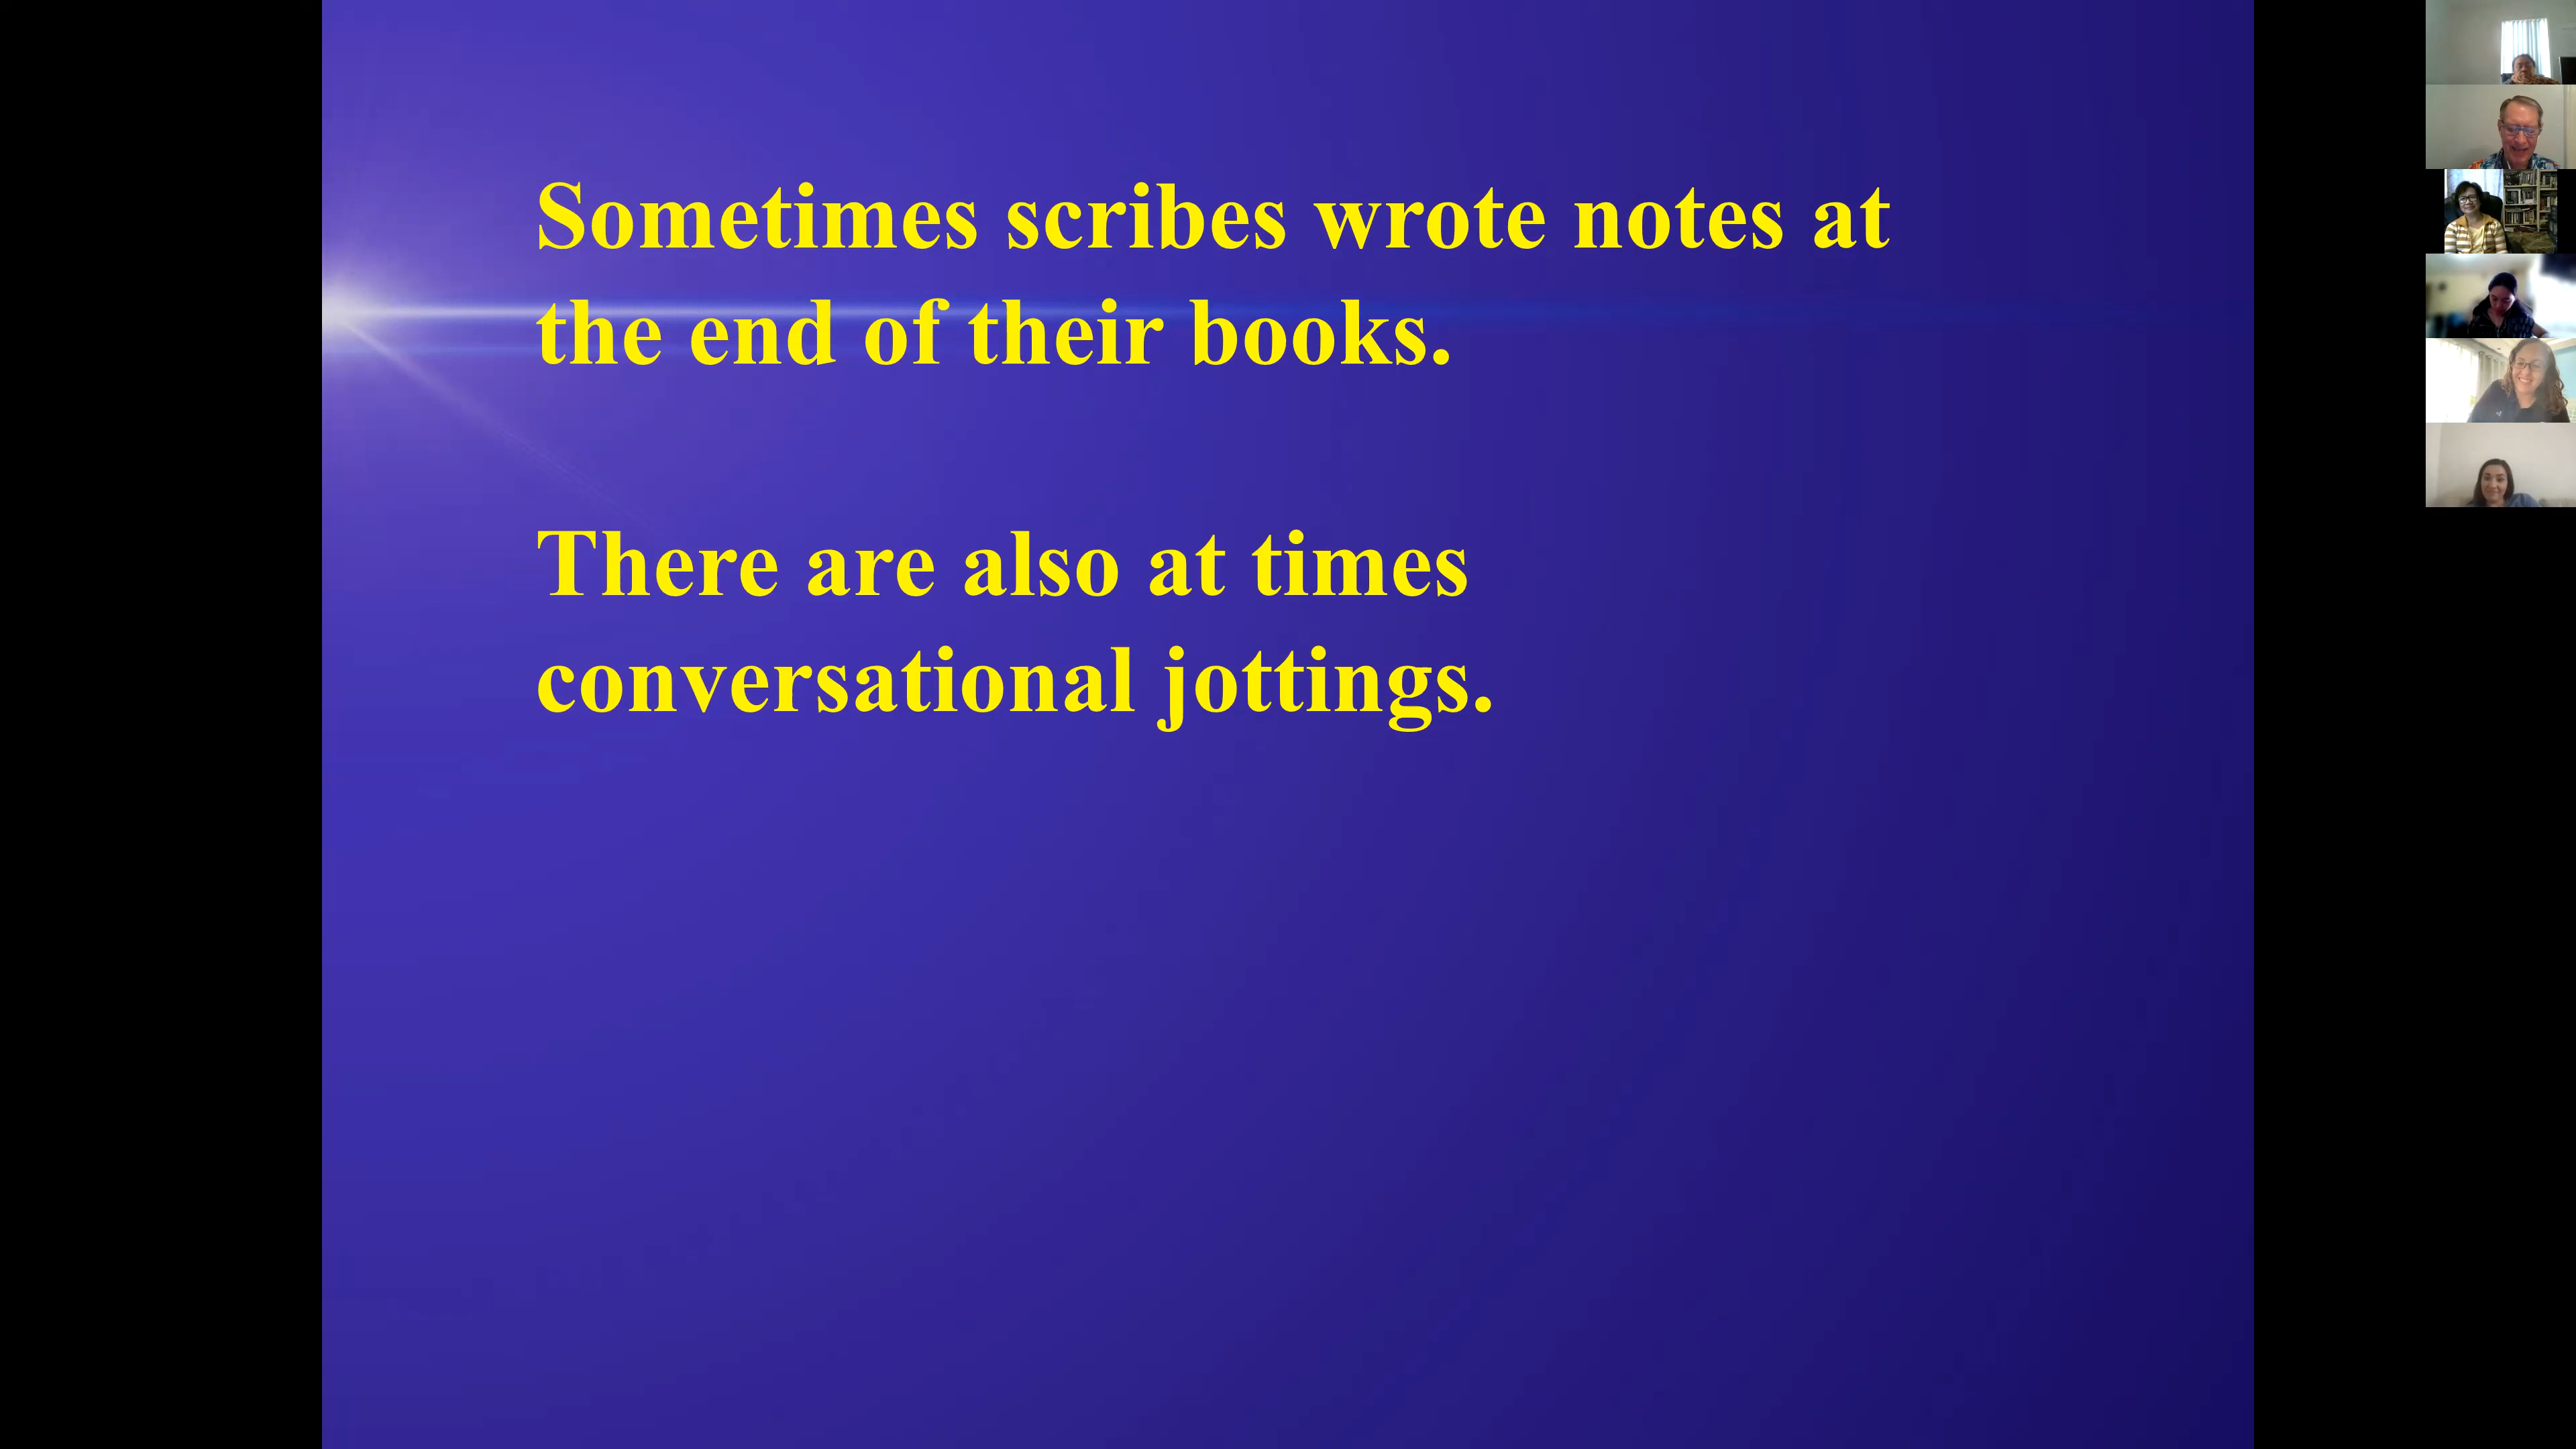 Sometimes scribes wrote notes at
the end of their books.
There are also at times
conversational jottings.